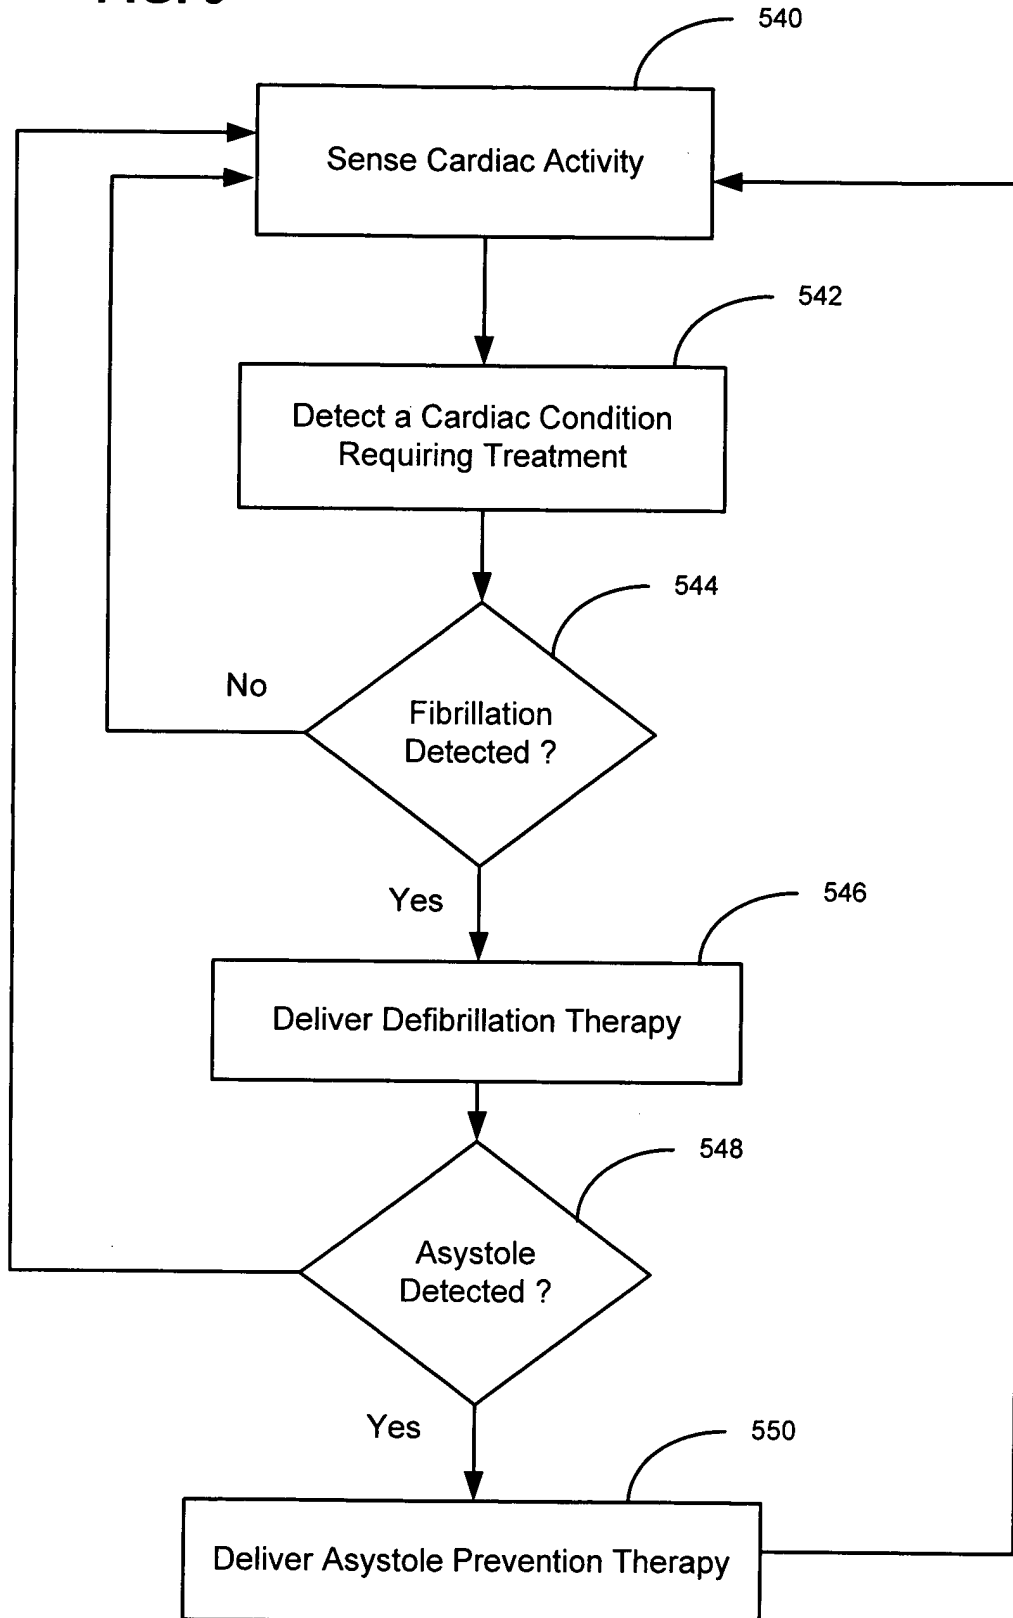 540
Sense Cardiac Activity
542
Detect a Cardiac Condition
Requiring Treatment
544
No
Fibrillation
Detected ?
Yes
546
Deliver Defibrillation Therapy
548
Asystole
Detected ?
Yes
550
Deliver Asystole Prevention Therapy